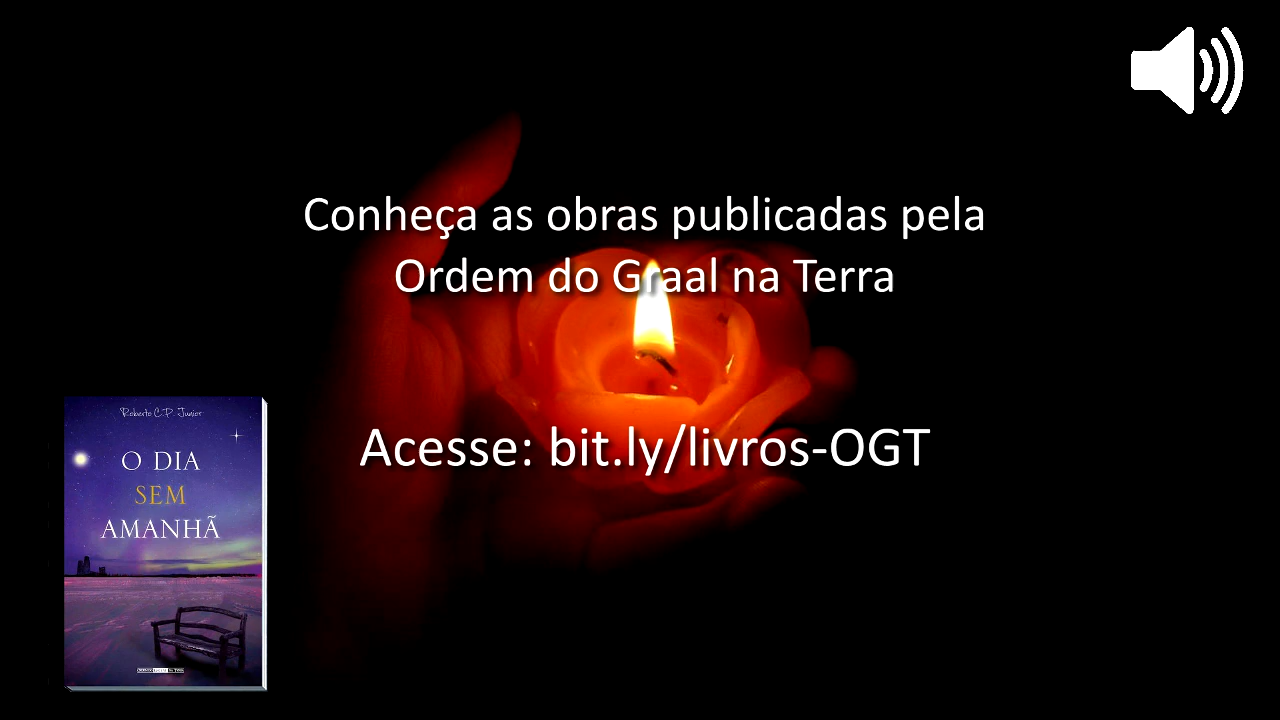 Conheça as obras publicadas pela
Ordem do Graal na Terra
Acesse: bit.ly/livros-OGT
Roberto C.P. Junior
O DIA
SEM
AMANHÃ